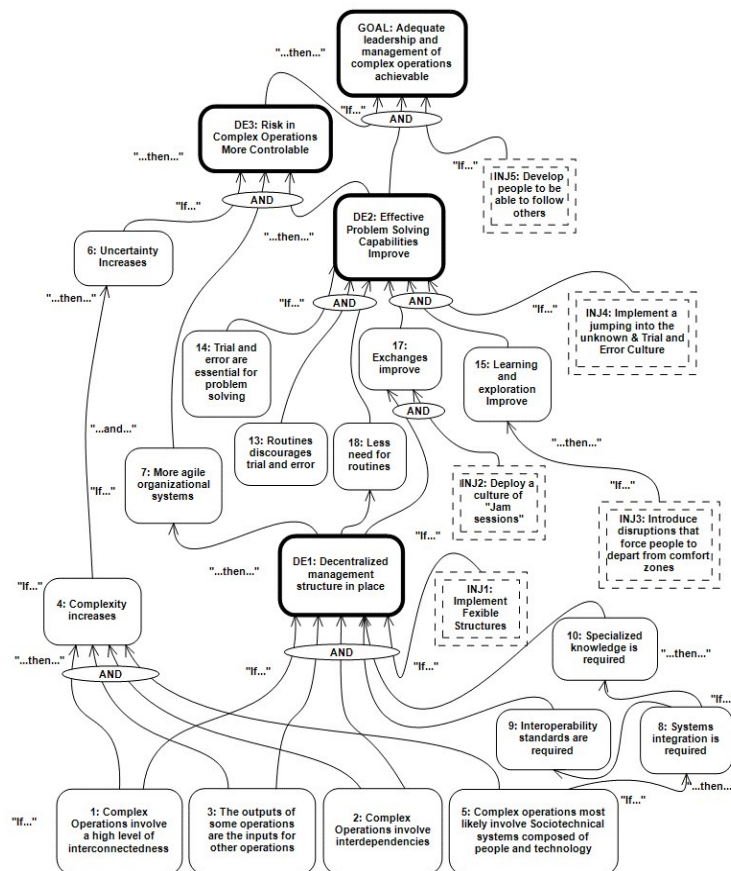 GOAL: Adequate
leadership and
management of
complex operations
achievable
"...then..."
"If..."
AND
DE3: Risk in
Complex Operations
More Controlable
"...then..."
"If..."
INJ5: Develop
people to be
able to follow
others
AND
"If..."
"...then..."
DE2: Effective
Problem Solving
Capabilities
Improve
6: Uncertainty
Increases
"...then..."
"If..."
AND
AND
"If..."
INJ4: Implement a
jumping into the
unknown & Trial and
Error Culture
14: Trial and
error are
essential for
problem
solving
17:
Exchanges
improve
15: Learning
and
exploration
Improve
AND
"...and..."
13: Routines
discourages
trial and error
18: Less
need for
routines
"...then..."
7: More agile
organizational
systems
"If..."
INJ2: Deploy a
culture of
"Jam
sessions"
"If..."
INJ3: Introduce
disruptions that
force people to
depart from comfort
zones
"If..."
DE1: Decentralized
management
structure in place
"...then..."
INJ1:
Implement
Fexible
Structures
"If..."
4: Complexity
increases
10: Specialized
knowledge is
required
"...then..."
"...then..."
"If..."
AND
"If..."
AND
"If...
9: Interoperability
standards are
required
8: Systems
integration is
required
"If..."
1: Complex
Operations involve
a high level of
interconnectedness
3: The outputs of
some operations
are the inputs for
other operations
2: Complex
Operations involve
interdependencies
5: Complex operations most
likely involve Sociotechnical
systems composed of
people and technology
"If..."
"...then...